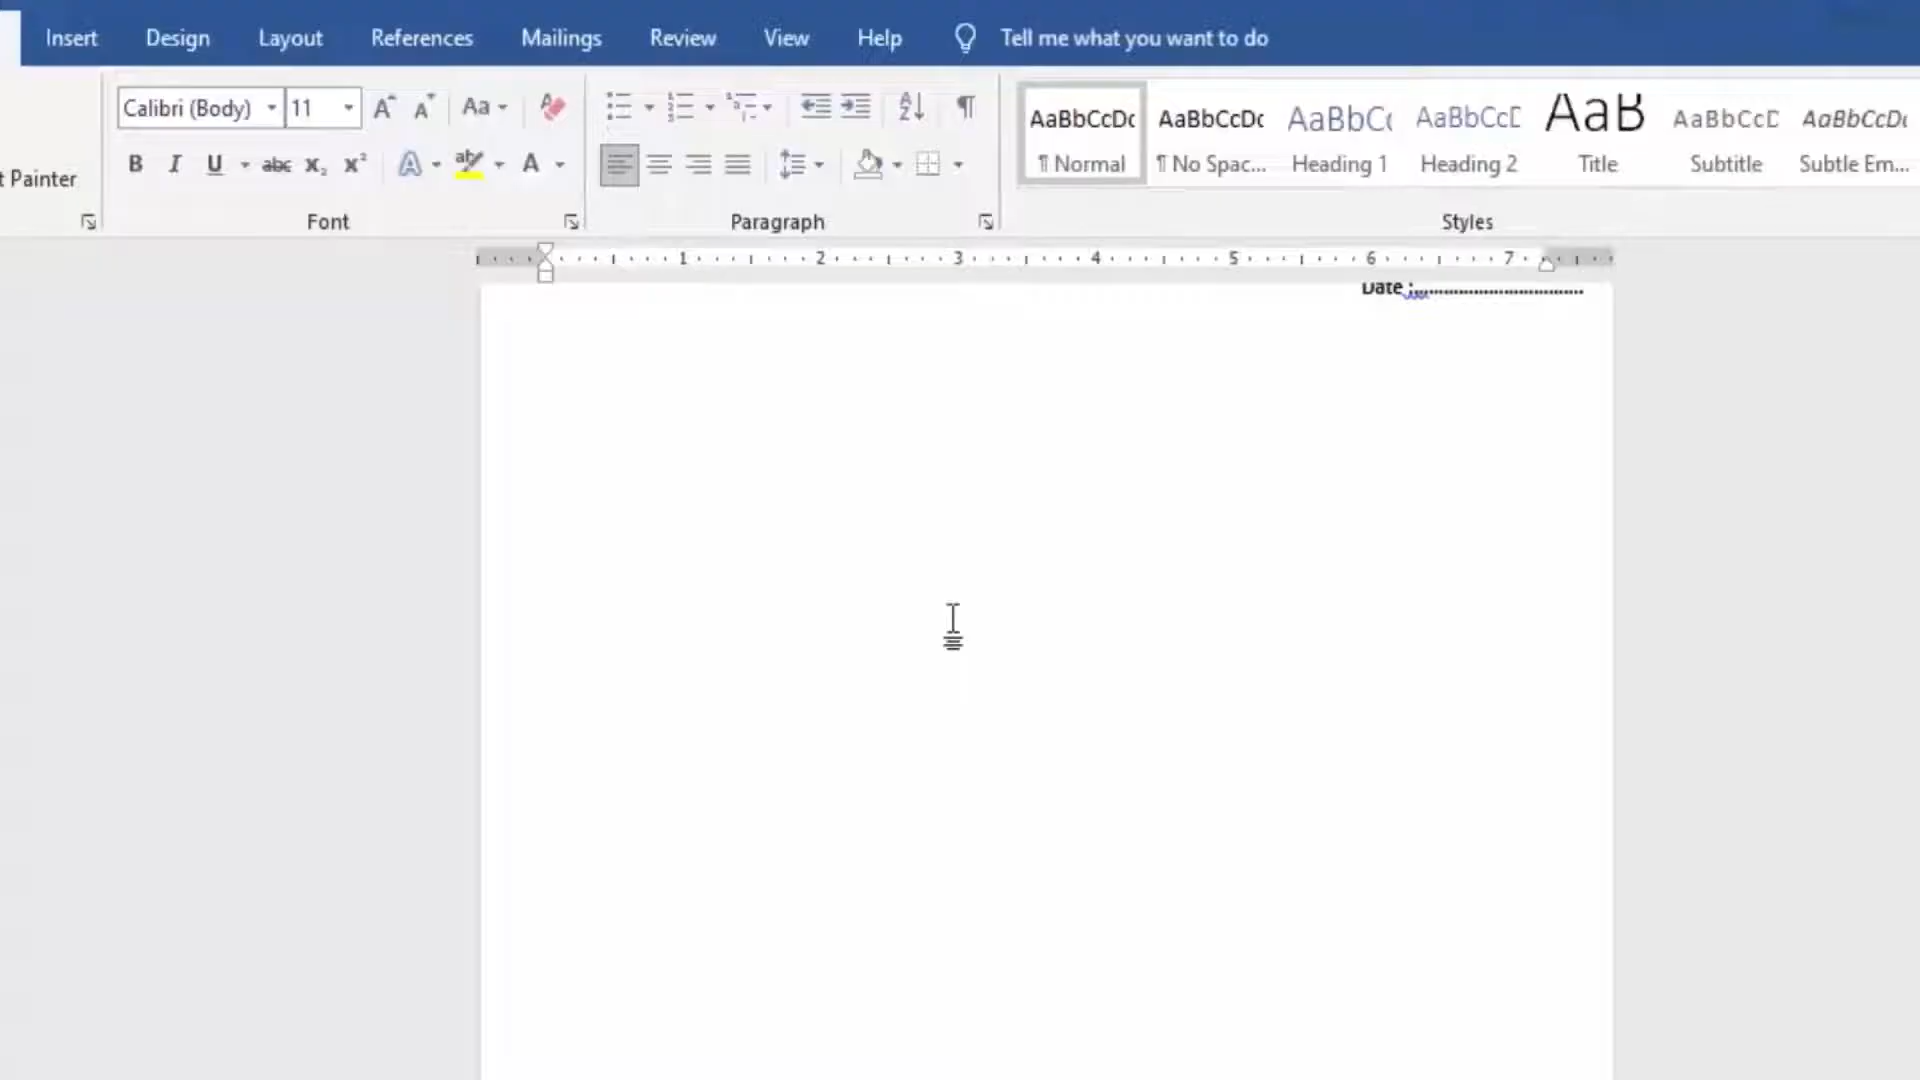 Insert Design Layout References Mailings Review View Help Tell me what you want to do
Calibri (Body) 11 A A Aa
AaBbCcDc AaBbCcDc AaBbC AaBbCcD AaB AaBbCcD AaBbCcDc
B I U abc x₂ x² A ab A
t Painter
¶ Normal ¶ No Spac... Heading 1 Heading 2 Title Subtitle Subtle Em...
Font Paragraph Styles
1 2 3 4 5 6 7
Date :..................................